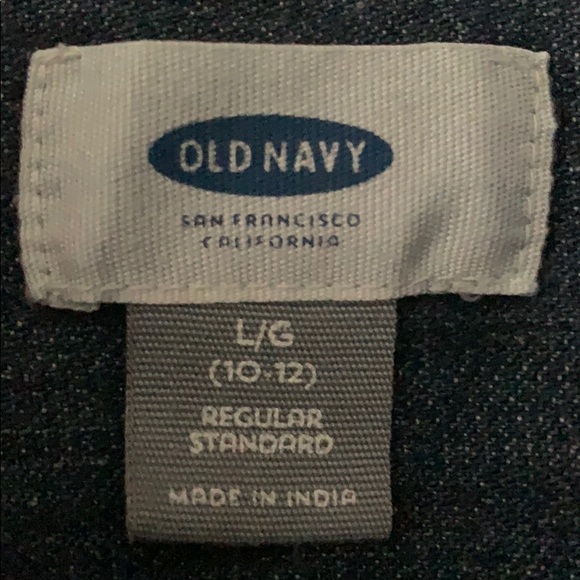 OLD NAVY
SAN FRANCISCO
CALIFORNIA
L/G
(10-12)
REGULAR
STANDARD
MADE IN INDIA